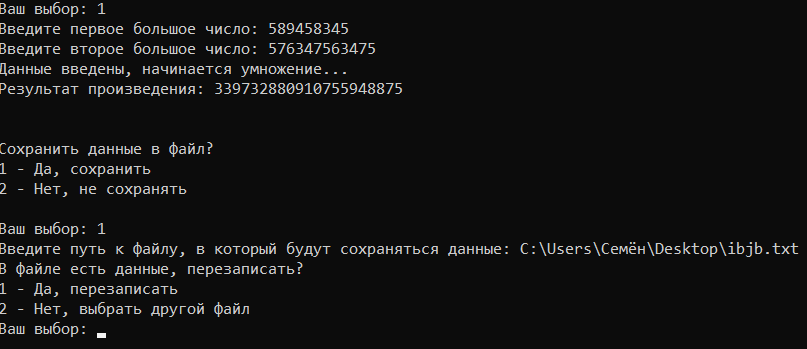 Ваш выбор: 1
Введите первое большое число: 589458345
Введите второе большое число: 576347563475
Данные введены, начинается умножение...
Результат произведения: 339732880910755948875
Сохранить данные в файл?
1 - Да, сохранить
2 - Нет, не сохранять
Ваш выбор: 1
Введите путь к файлу, в который будут сохраняться данные: C:\Users\Семён\Desktop\ibjb.txt
В файле есть данные, перезаписать?
1 - Да, перезаписать
2 - Нет, выбрать другой файл
Ваш выбор: